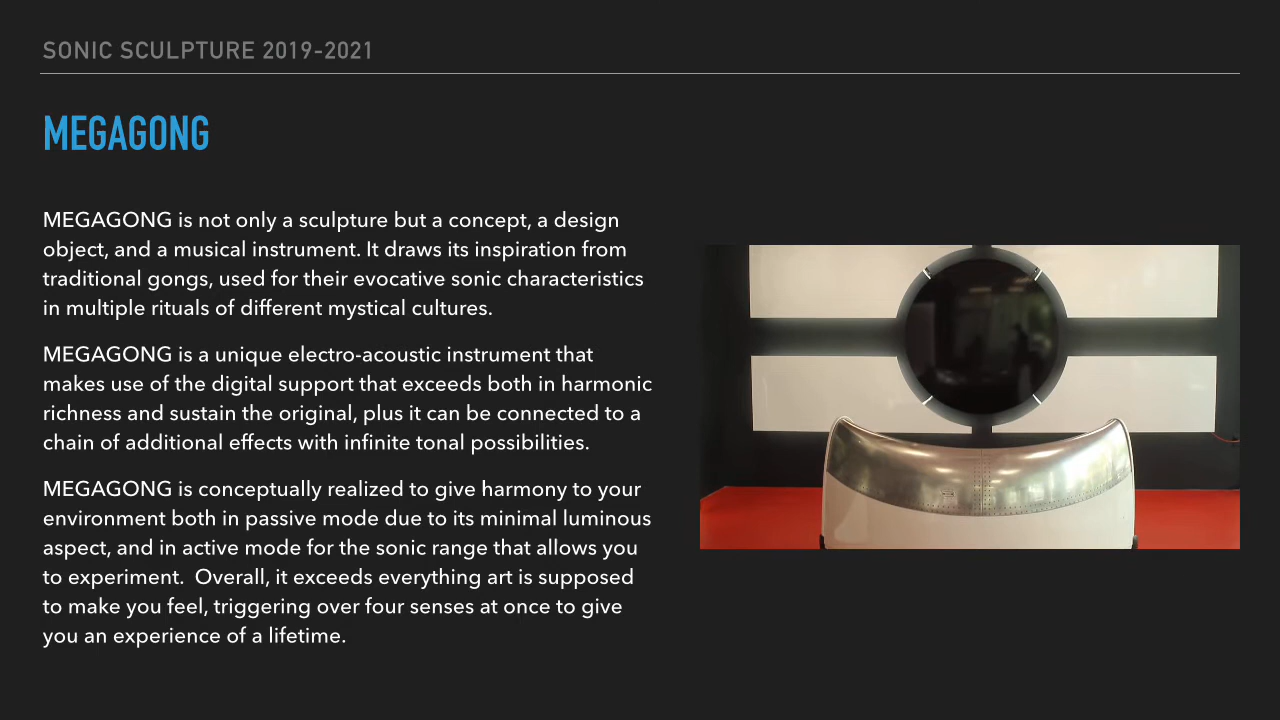 SONIC SCULPTURE 2019-2021
MEGAGONG
MEGAGONG is not only a sculpture but a concept, a design
object, and a musical instrument. It draws its inspiration from
traditional gongs, used for their evocative sonic characteristics
in multiple rituals of different mystical cultures.
MEGAGONG is a unique electro-acoustic instrument that
makes use of the digital support that exceeds both in harmonic
richness and sustain the original, plus it can be connected to a
chain of additional effects with infinite tonal possibilities.
MEGAGONG is conceptually realized to give harmony to your
environment both in passive mode due to its minimal luminous
aspect, and in active mode for the sonic range that allows you
to experiment.  Overall, it exceeds everything art is supposed
to make you feel, triggering over four senses at once to give
you an experience of a lifetime.